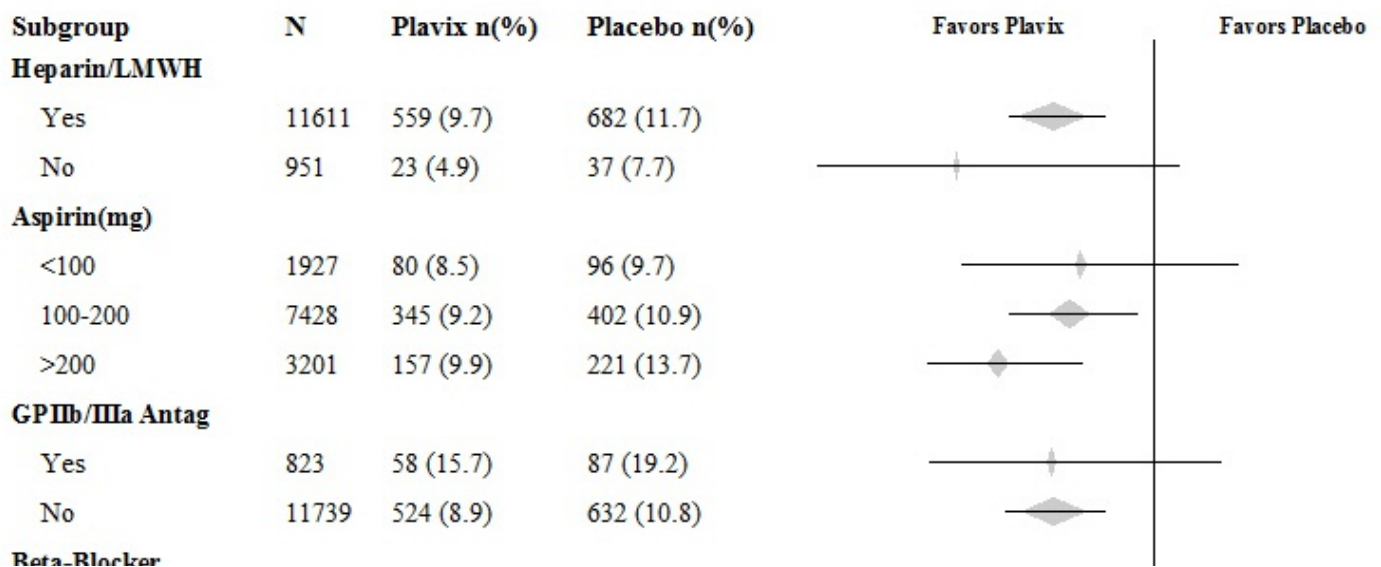 Subgroup N Plavix n(%) Placebo n(%) Favors Plavix Favors Placebo
Heparin/LMWH
Yes 11611 559 (9.7) 682 (11.7)
No 951 23 (4.9) 37 (7.7)
Aspirin(mg)
<100 1927 80 (8.5) 96 (9.7)
100-200 7428 345 (9.2) 402 (10.9)
>200 3201 157 (9.9) 221 (13.7)
GPIIb/IIIa Antag
Yes 823 58 (15.7) 87 (19.2)
No 11739 524 (8.9) 632 (10.8)
Beta-Blocker